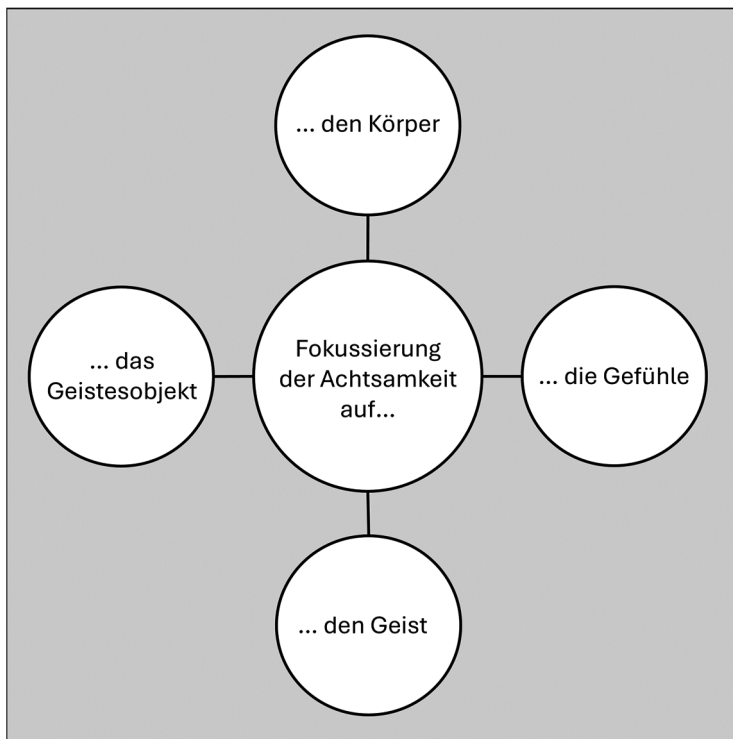 ... den Körper
... das
Geistesobjekt
Fokussierung
der Achtsamkeit
auf...
... die Gefühle
... den Geist